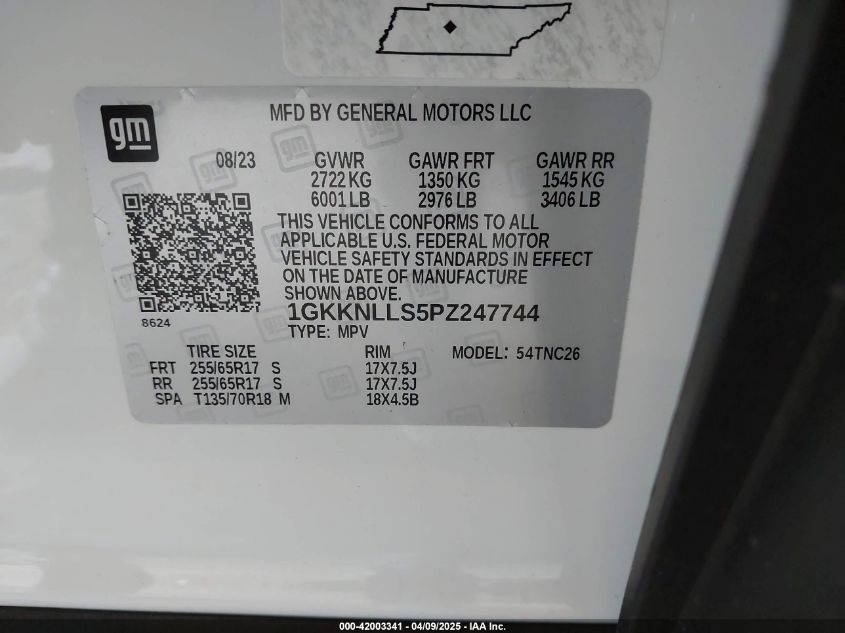 gm
MFD BY GENERAL MOTORS LLC
08/23 GVWR GAWR FRT GAWR RR
2722 KG 1350 KG 1545 KG
6001 LB 2976 LB 3406 LB
THIS VEHICLE CONFORMS TO ALL
APPLICABLE U.S. FEDERAL MOTOR
VEHICLE SAFETY STANDARDS IN EFFECT
ON THE DATE OF MANUFACTURE
SHOWN ABOVE.
8624
1GKKNLLS5PZ247744
TYPE: MPV
TIRE SIZE RIM MODEL: 54TNC26
FRT 255/65R17 S 17X7.5J
RR 255/65R17 S 17X7.5J
SPA T135/70R18 M 18X4.5B
000-42003341 - 04/09/2025 - IAA Inc.